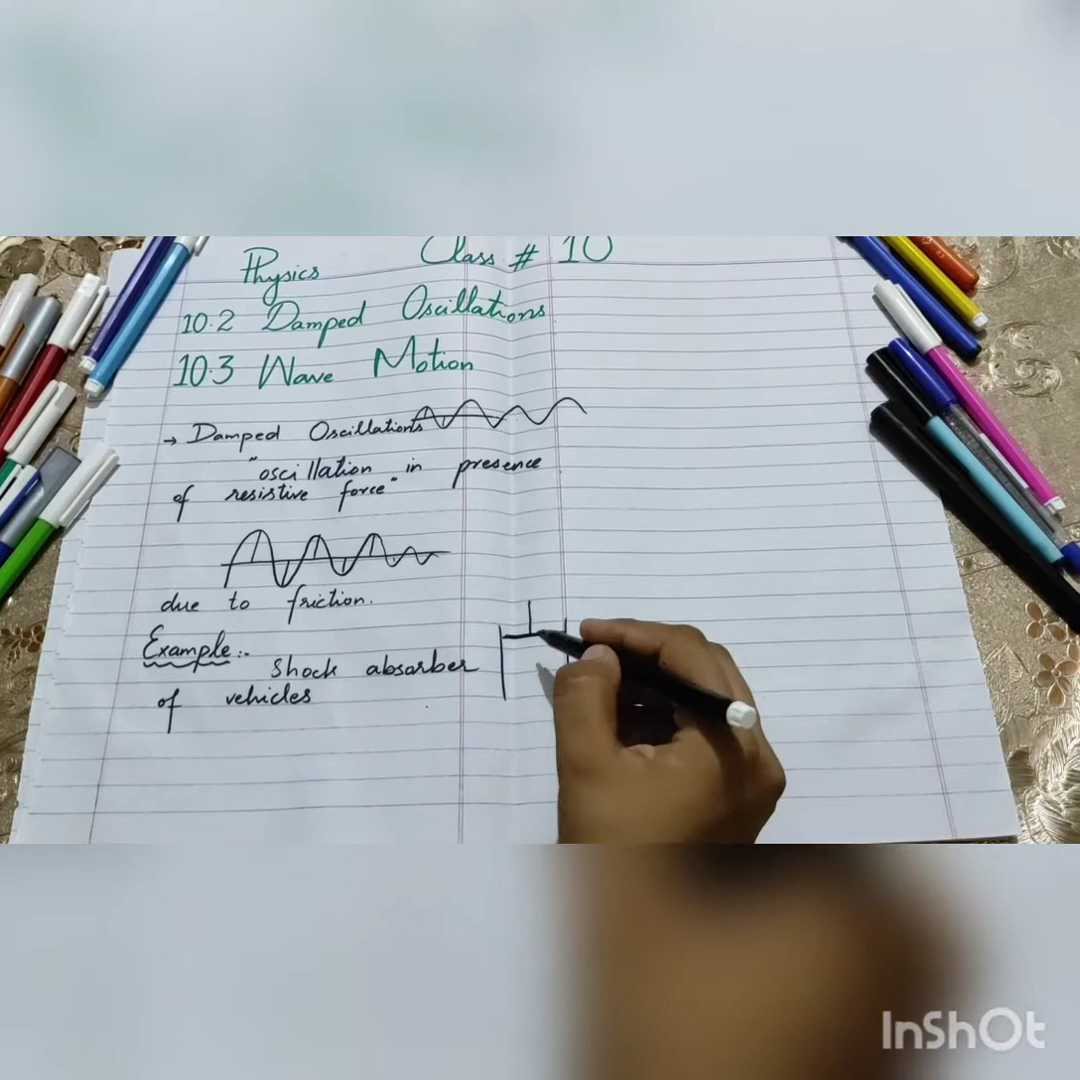 Physics Class # 10
10.2 Damped Oscillations
10.3 Wave Motion
→ Damped Oscillations
"oscillation in presence
of resistive force"
due to friction.
Example:-
Shock absorber
of vehicles
InShOt